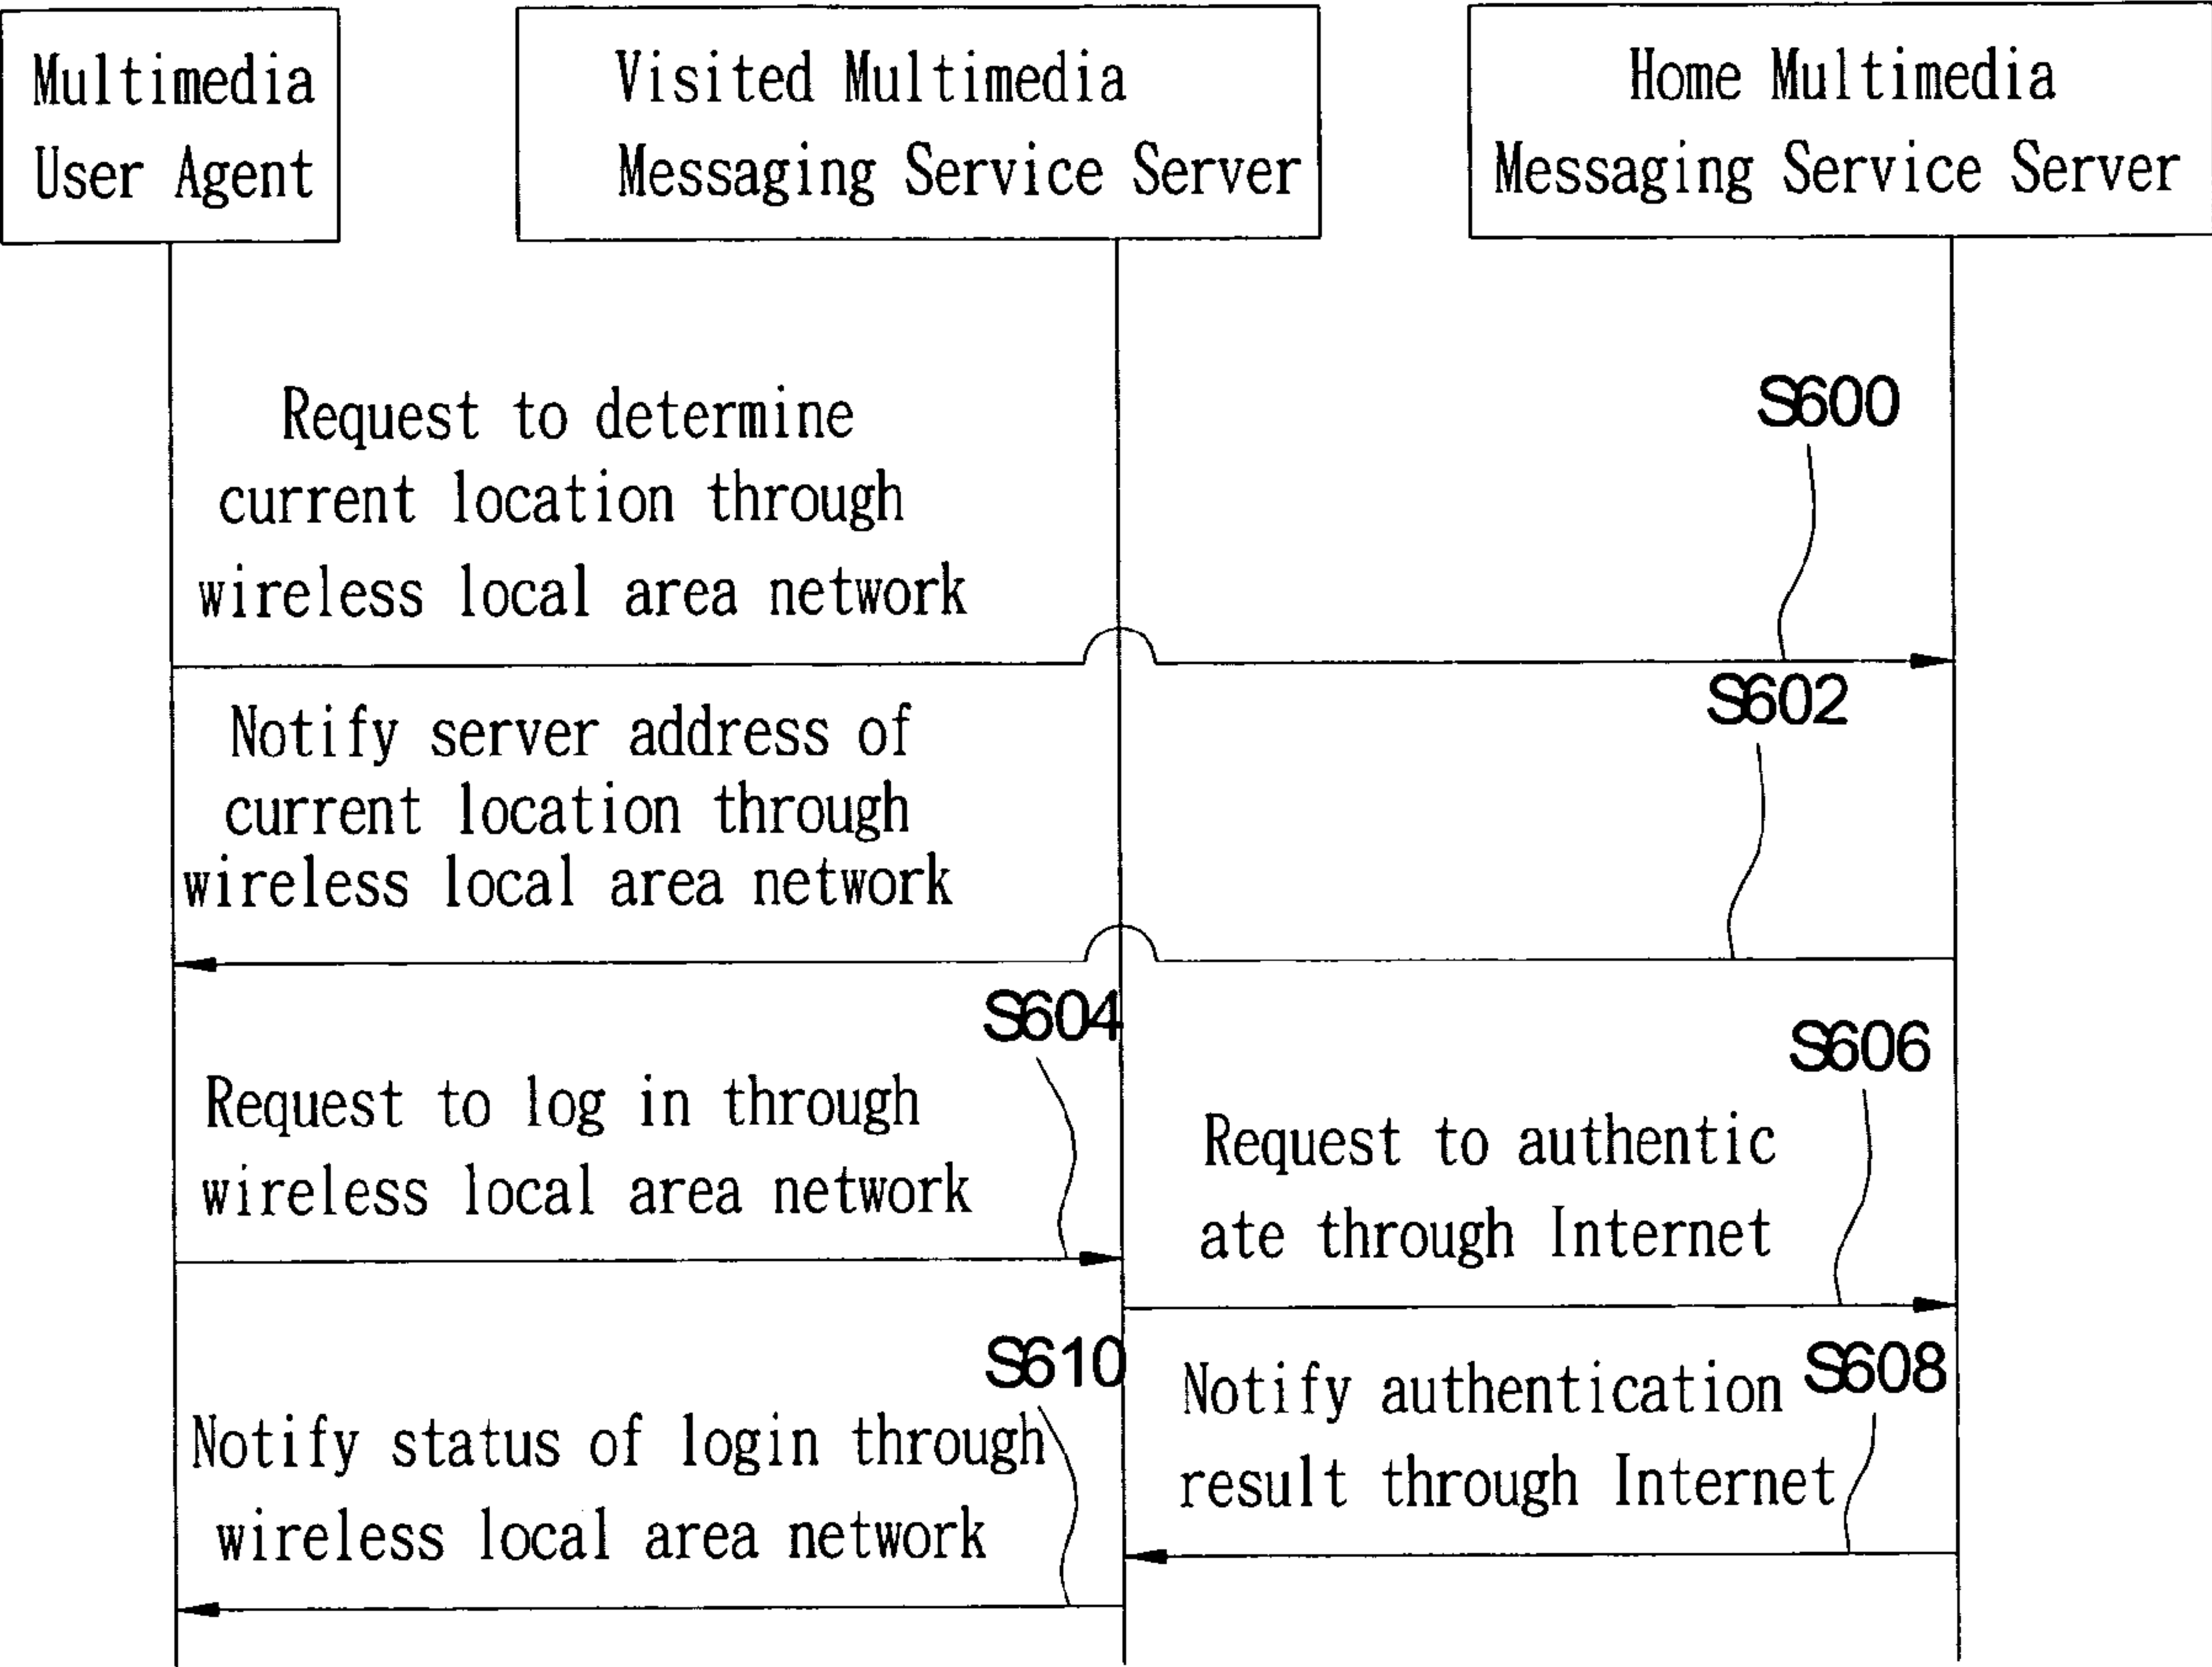 Multimedia
User Agent
Visited Multimedia
Messaging Service Server
Home Multimedia
Messaging Service Server
Request to determine
current location through
wireless local area network
S600
Notify server address of
current location through
wireless local area network
S602
S604
Request to log in through
wireless local area network
S606
Request to authentic
ate through Internet
S610
Notify status of login through
wireless local area network
S608
Notify authentication
result through Internet